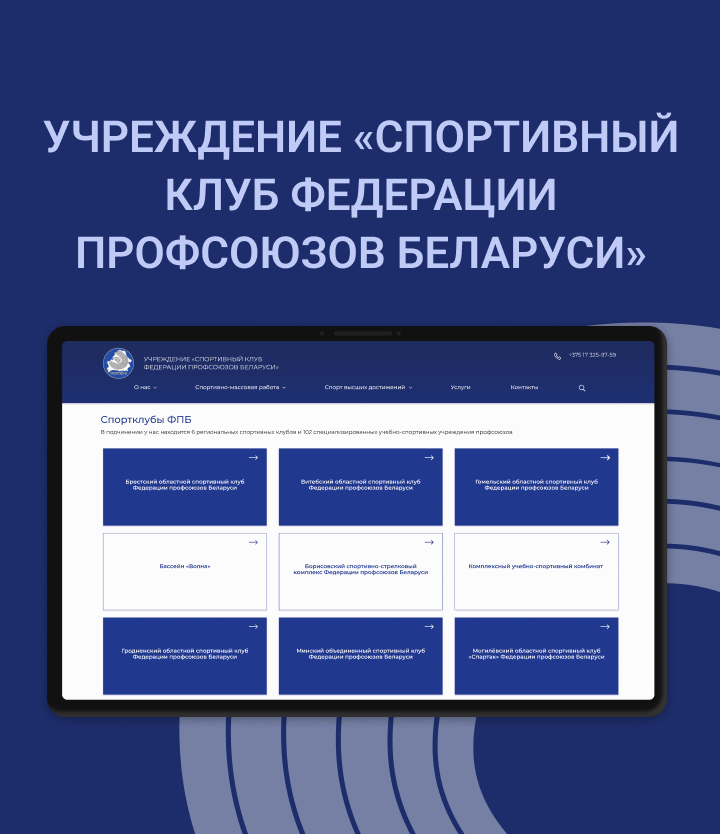 УЧРЕЖДЕНИЕ «СПОРТИВНЫЙ
КЛУБ ФЕДЕРАЦИИ
ПРОФСОЮЗОВ БЕЛАРУСИ»
УЧРЕЖДЕНИЕ «СПОРТИВНЫЙ КЛУБ
ФЕДЕРАЦИИ ПРОФСОЮЗОВ БЕЛАРУСИ»
+375 17 325-97-59
О нас
Спортивно-массовая работа
Спорт высших достижений
Услуги
Контакты
Спортклубы ФПБ
В подчинении у нас находится 6 региональных спортивных клубов и 102 специализированных учебно-спортивных учреждения профсоюзов
Брестский областной спортивный клуб
Федерации профсоюзов Беларуси
Витебский областной спортивный клуб
Федерации профсоюзов Беларуси
Гомельский областной спортивный клуб
Федерации профсоюзов Беларуси
Бассейн «Волна»
Борисовский спортивно-стрелковый
комплекс Федерации профсоюзов Беларуси
Комплексный учебно-спортивный комбинат
Гродненский областной спортивный клуб
Федерации профсоюзов Беларуси
Минский объединенный спортивный клуб
Федерации профсоюзов Беларуси
Могилёвский областной спортивный клуб
«Спартак» Федерации профсоюзов Беларуси